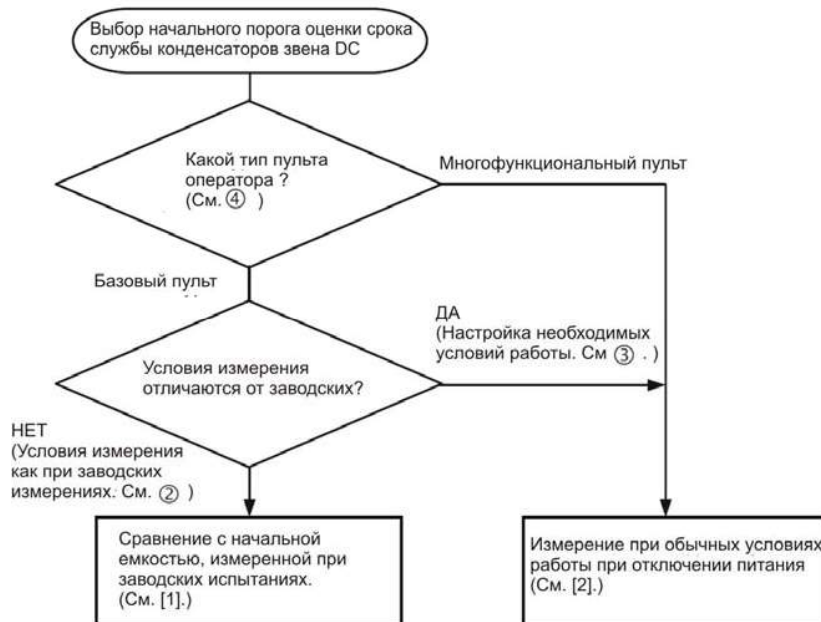 Выбор начального порога оценки срока
службы конденсаторов звена DC
Какой тип пульта
оператора ?
(См. ④ )
Многофункциональный пульт
Базовый пульт
ДА
(Настройка необходимых
условий работы. См ③ . )
Условия измерения
отличаются от заводских?
НЕТ
(Условия измерения
как при заводских
измерениях. См. ② )
Сравнение с начальной
емкостью, измеренной при
заводских испытаниях.
(См. [1].)
Измерение при обычных условиях
работы при отключении питания
(См. [2].)